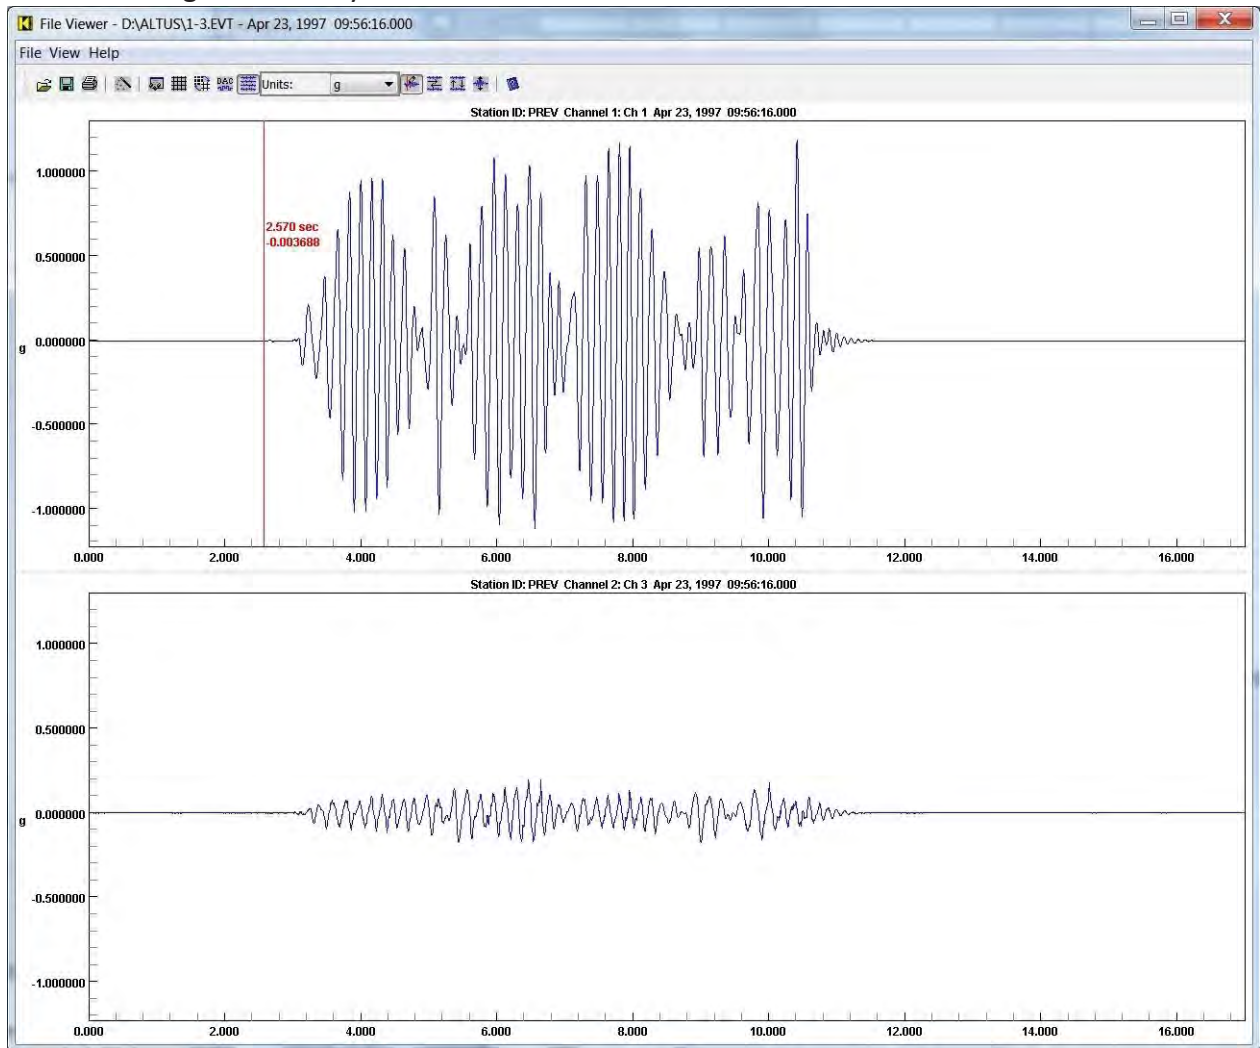 File Viewer - D:\ALTUS\1-3.EVT - Apr 23, 1997 09:56:16.000
File View Help
DAC
Units: g
Station ID: PREV Channel 1: Ch 1 Apr 23, 1997 09:56:16.000
1.000000
2.570 sec
-0.003688
0.500000
g 0.000000
-0.500000
-1.000000
0.000 2.000 4.000 6.000 8.000 10.000 12.000 14.000 16.000
Station ID: PREV Channel 2: Ch 3 Apr 23, 1997 09:56:16.000
1.000000
0.500000
g 0.000000
-0.500000
-1.000000
0.000 2.000 4.000 6.000 8.000 10.000 12.000 14.000 16.000